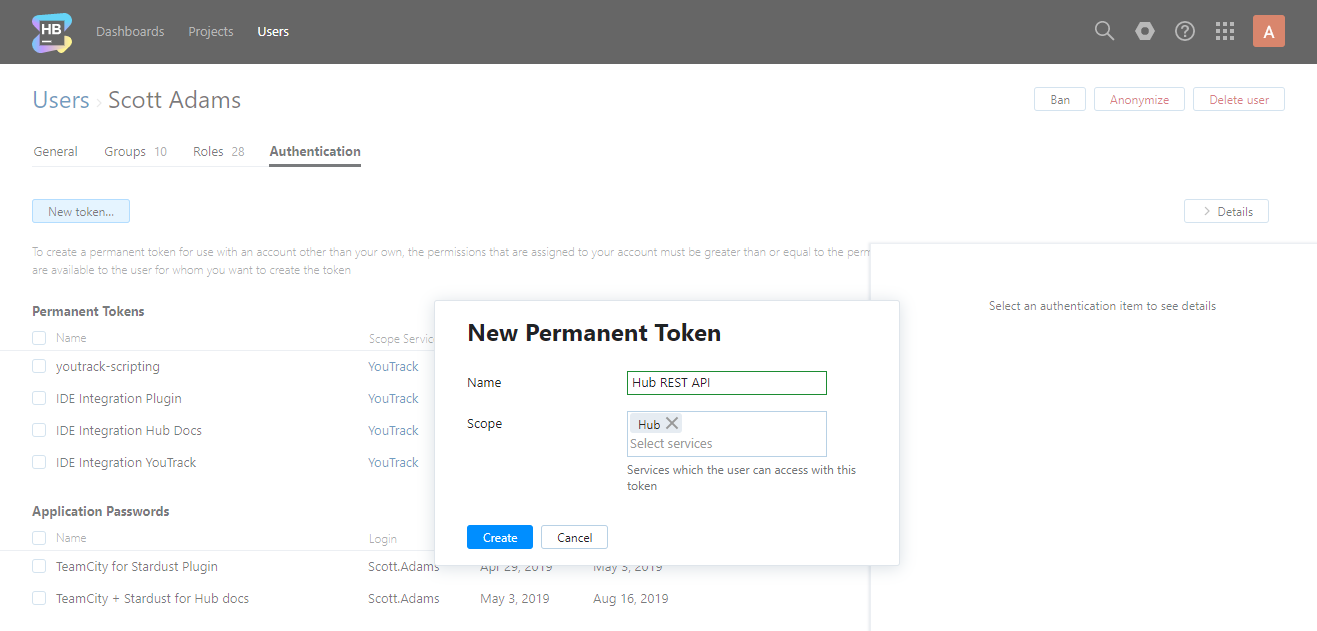 HB
Dashboards Projects Users
A
Users › Scott Adams
Ban Anonymize Delete user
General Groups 10 Roles 28 Authentication
New token...
Details
To create a permanent token for use with an account other than your own, the permissions that are assigned to your account must be greater than or equal to the
are available to the user for whom you want to create the token
Select an authentication item to see details
Permanent Tokens
Name Scope
youtrack-scripting YouTrack
IDE Integration Plugin YouTrack
IDE Integration Hub Docs YouTrack
IDE Integration YouTrack YouTrack
New Permanent Token
Name Hub REST API
Scope Hub
Select services
Services which the user can access with this
token
Create Cancel
Application Passwords
Name Login
TeamCity for Stardust Plugin Scott.Adams Apr 29, 2019 May 3, 2019
TeamCity + Stardust for Hub docs Scott.Adams May 3, 2019 Aug 16, 2019